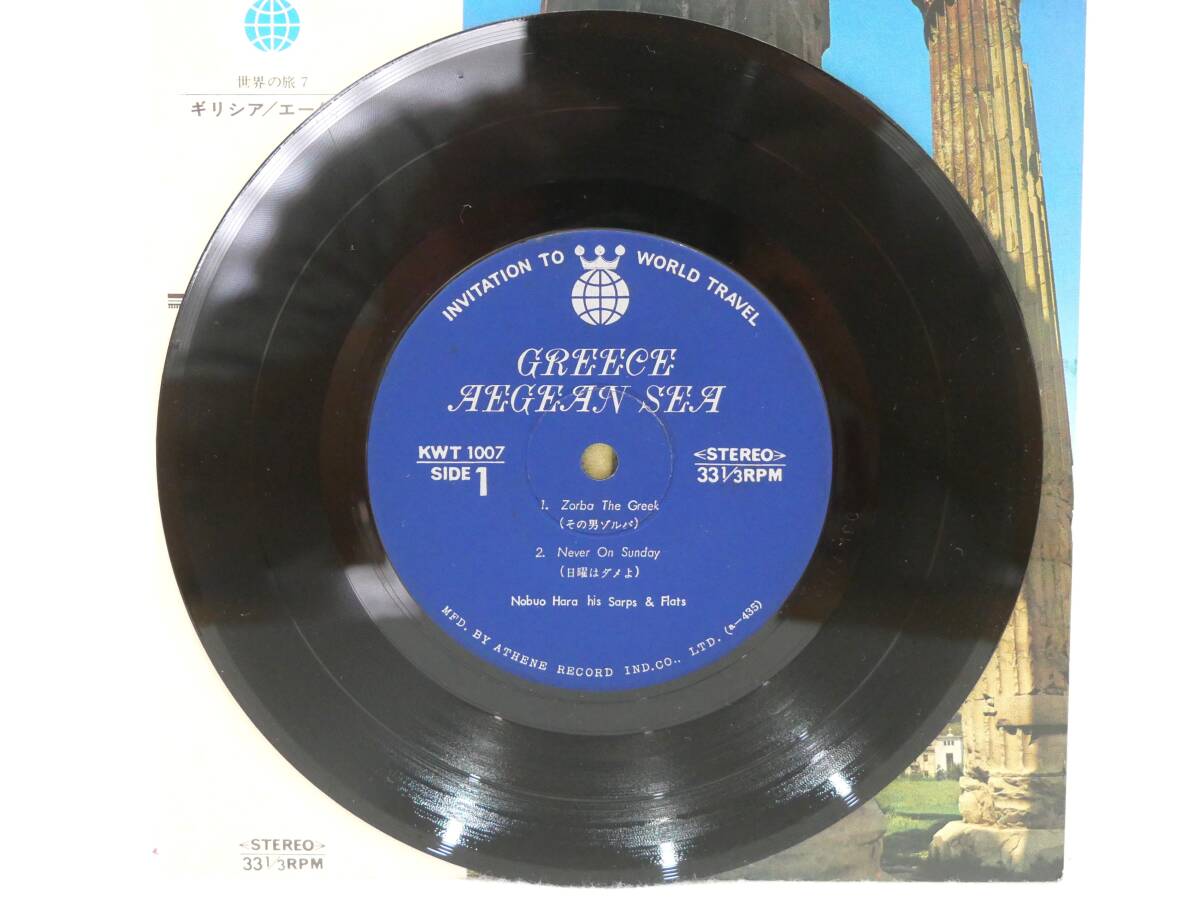 世界の旅 7
ギリシア/エー
INVITATION TO WORLD TRAVEL
GREECE
AEGEAN SEA
KWT 1007
SIDE 1
<STEREO>
33 1/3 RPM
1. Zorba The Greek
(その男ゾルバ)
2. Never On Sunday
(日曜はダメよ)
Nobuo Hara his Sarps & Flats
MFD. BY ATHENE RECORD IND.CO., LTD. (a-435)
<STEREO>
33 1/3 RPM